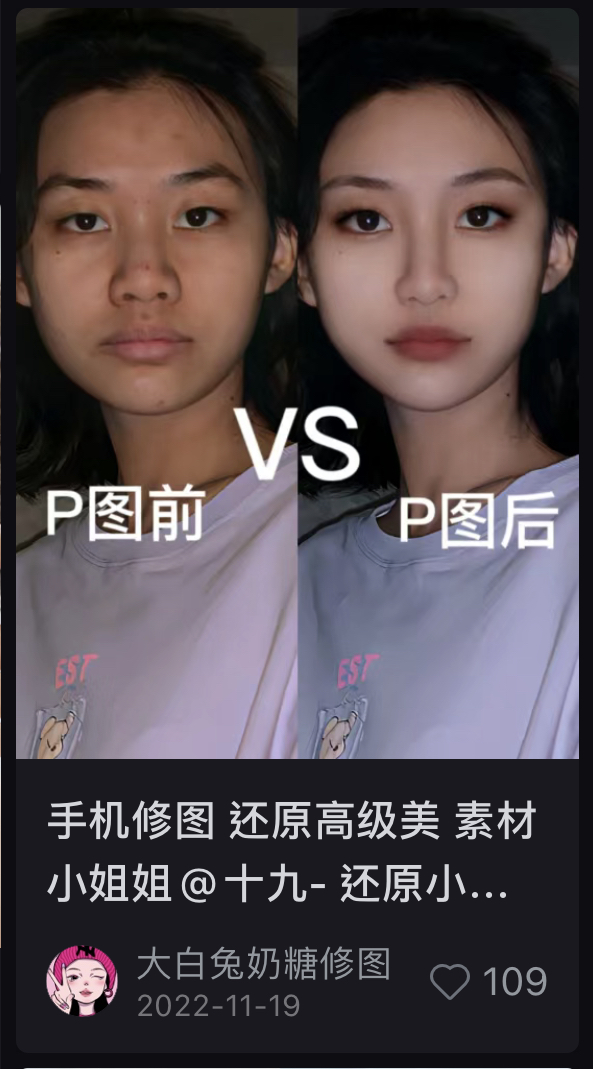 VS
P图前
P图后
EST
EST
手机修图 还原高级美 素材
小姐姐@十九- 还原小...
大白兔奶糖修图
2022-11-19
109